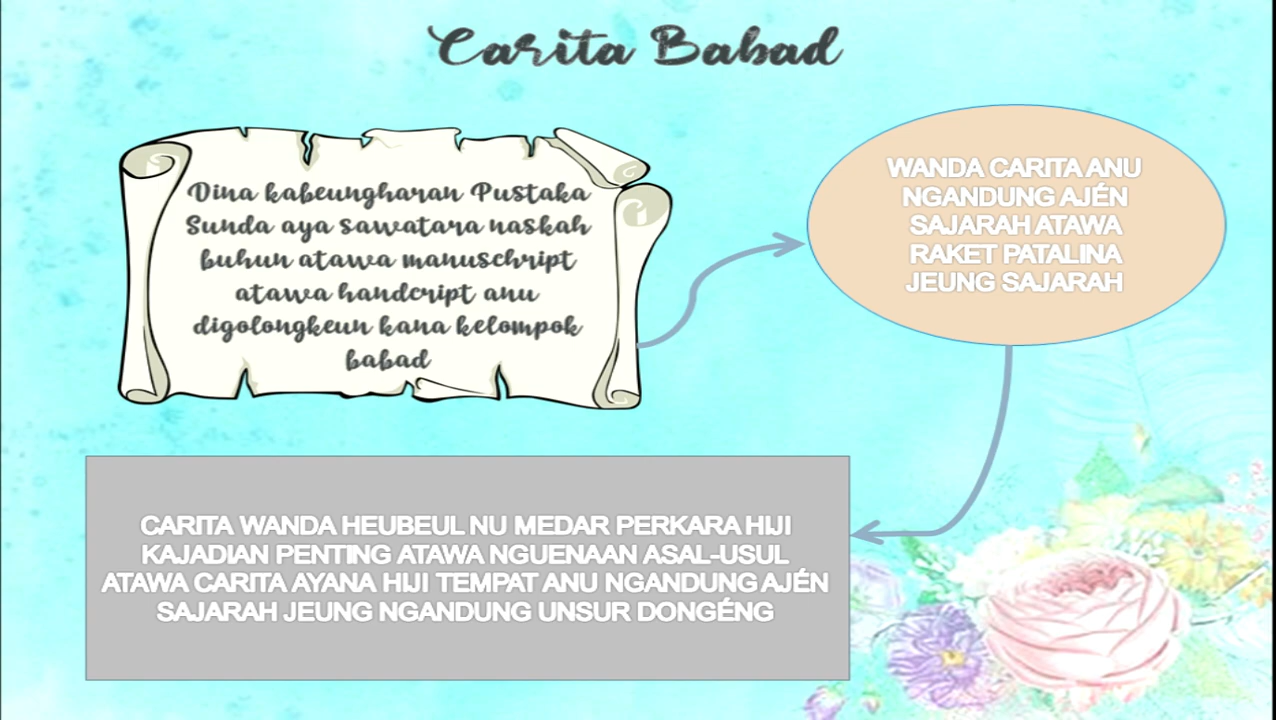 Carita Babad
Dina kabeungharan Pustaka
Sunda aya sawatara naskah
buhun atawa manuschript
atawa handcript anu
digolongkeun kana kelompok
babad
WANDA CARITA ANU
NGANDUNG AJÉN
SAJARAH ATAWA
RAKET PATALINA
JEUNG SAJARAH
CARITA WANDA HEUBEUL NU MEDAR PERKARA HIJI
KAJADIAN PENTING ATAWA NGUENAAN ASAL-USUL
ATAWA CARITA AYANA HIJI TEMPAT ANU NGANDUNG AJÉN
SAJARAH JEUNG NGANDUNG UNSUR DONGÉNG